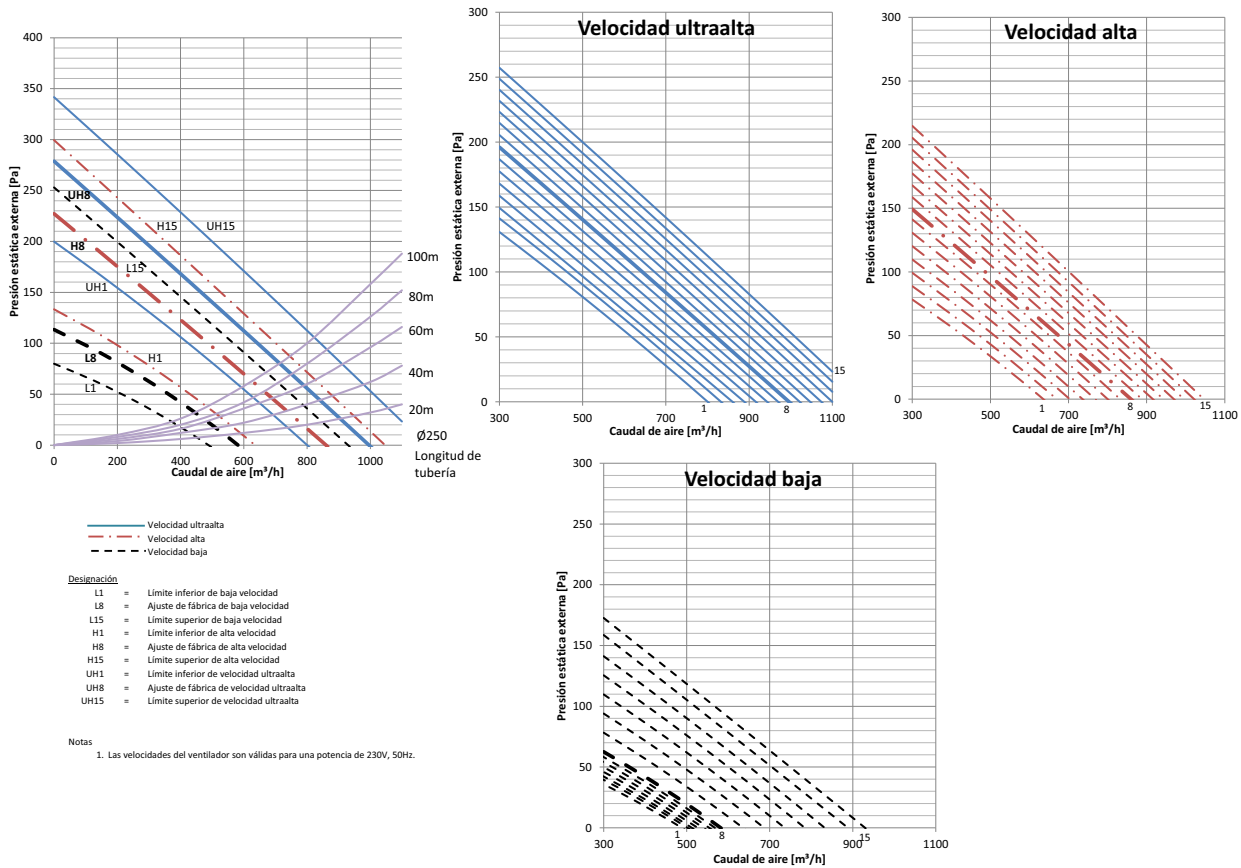 400
350
300
250
200
150
100
50
0
Presión estática externa [Pa]
0
200
400
600
800
1000
Caudal de aire [m³/h]
UH8
H8
H15
UH15
L15
UH1
L8
H1
L1
100m
80m
60m
40m
20m
Ø250
Longitud de
tubería
Velocidad ultraalta
300
250
200
150
100
50
0
Presión estática externa [Pa]
300
500
700
900
1100
1
8
15
Caudal de aire [m³/h]
Velocidad alta
300
250
200
150
100
50
0
Presión estática externa [Pa]
300
500
700
900
1100
1
8
15
Caudal de aire [m³/h]
Velocidad ultraalta
Velocidad alta
Velocidad baja
Designación
L1 = Límite inferior de baja velocidad
L8 = Ajuste de fábrica de baja velocidad
L15 = Límite superior de baja velocidad
H1 = Límite inferior de alta velocidad
H8 = Ajuste de fábrica de alta velocidad
H15 = Límite superior de alta velocidad
UH1 = Límite inferior de velocidad ultraalta
UH8 = Ajuste de fábrica de velocidad ultraalta
UH15 = Límite superior de velocidad ultraalta
Notas
1. Las velocidades del ventilador son válidas para una potencia de 230V, 50Hz.
Velocidad baja
300
250
200
150
100
50
0
Presión estática externa [Pa]
300
500
700
900
1100
1
8
15
Caudal de aire [m³/h]